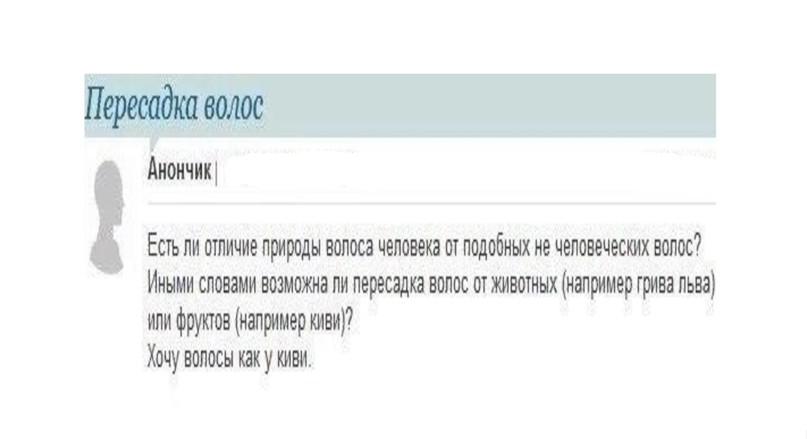 Пересадка волос
Анончик |
Есть ли отличие природы волоса человека от подобных не человеческих волос?
Иными словами возможна ли пересадка волос от животных (например грива льва)
или фруктов (например киви)?
Хочу волосы как у киви.